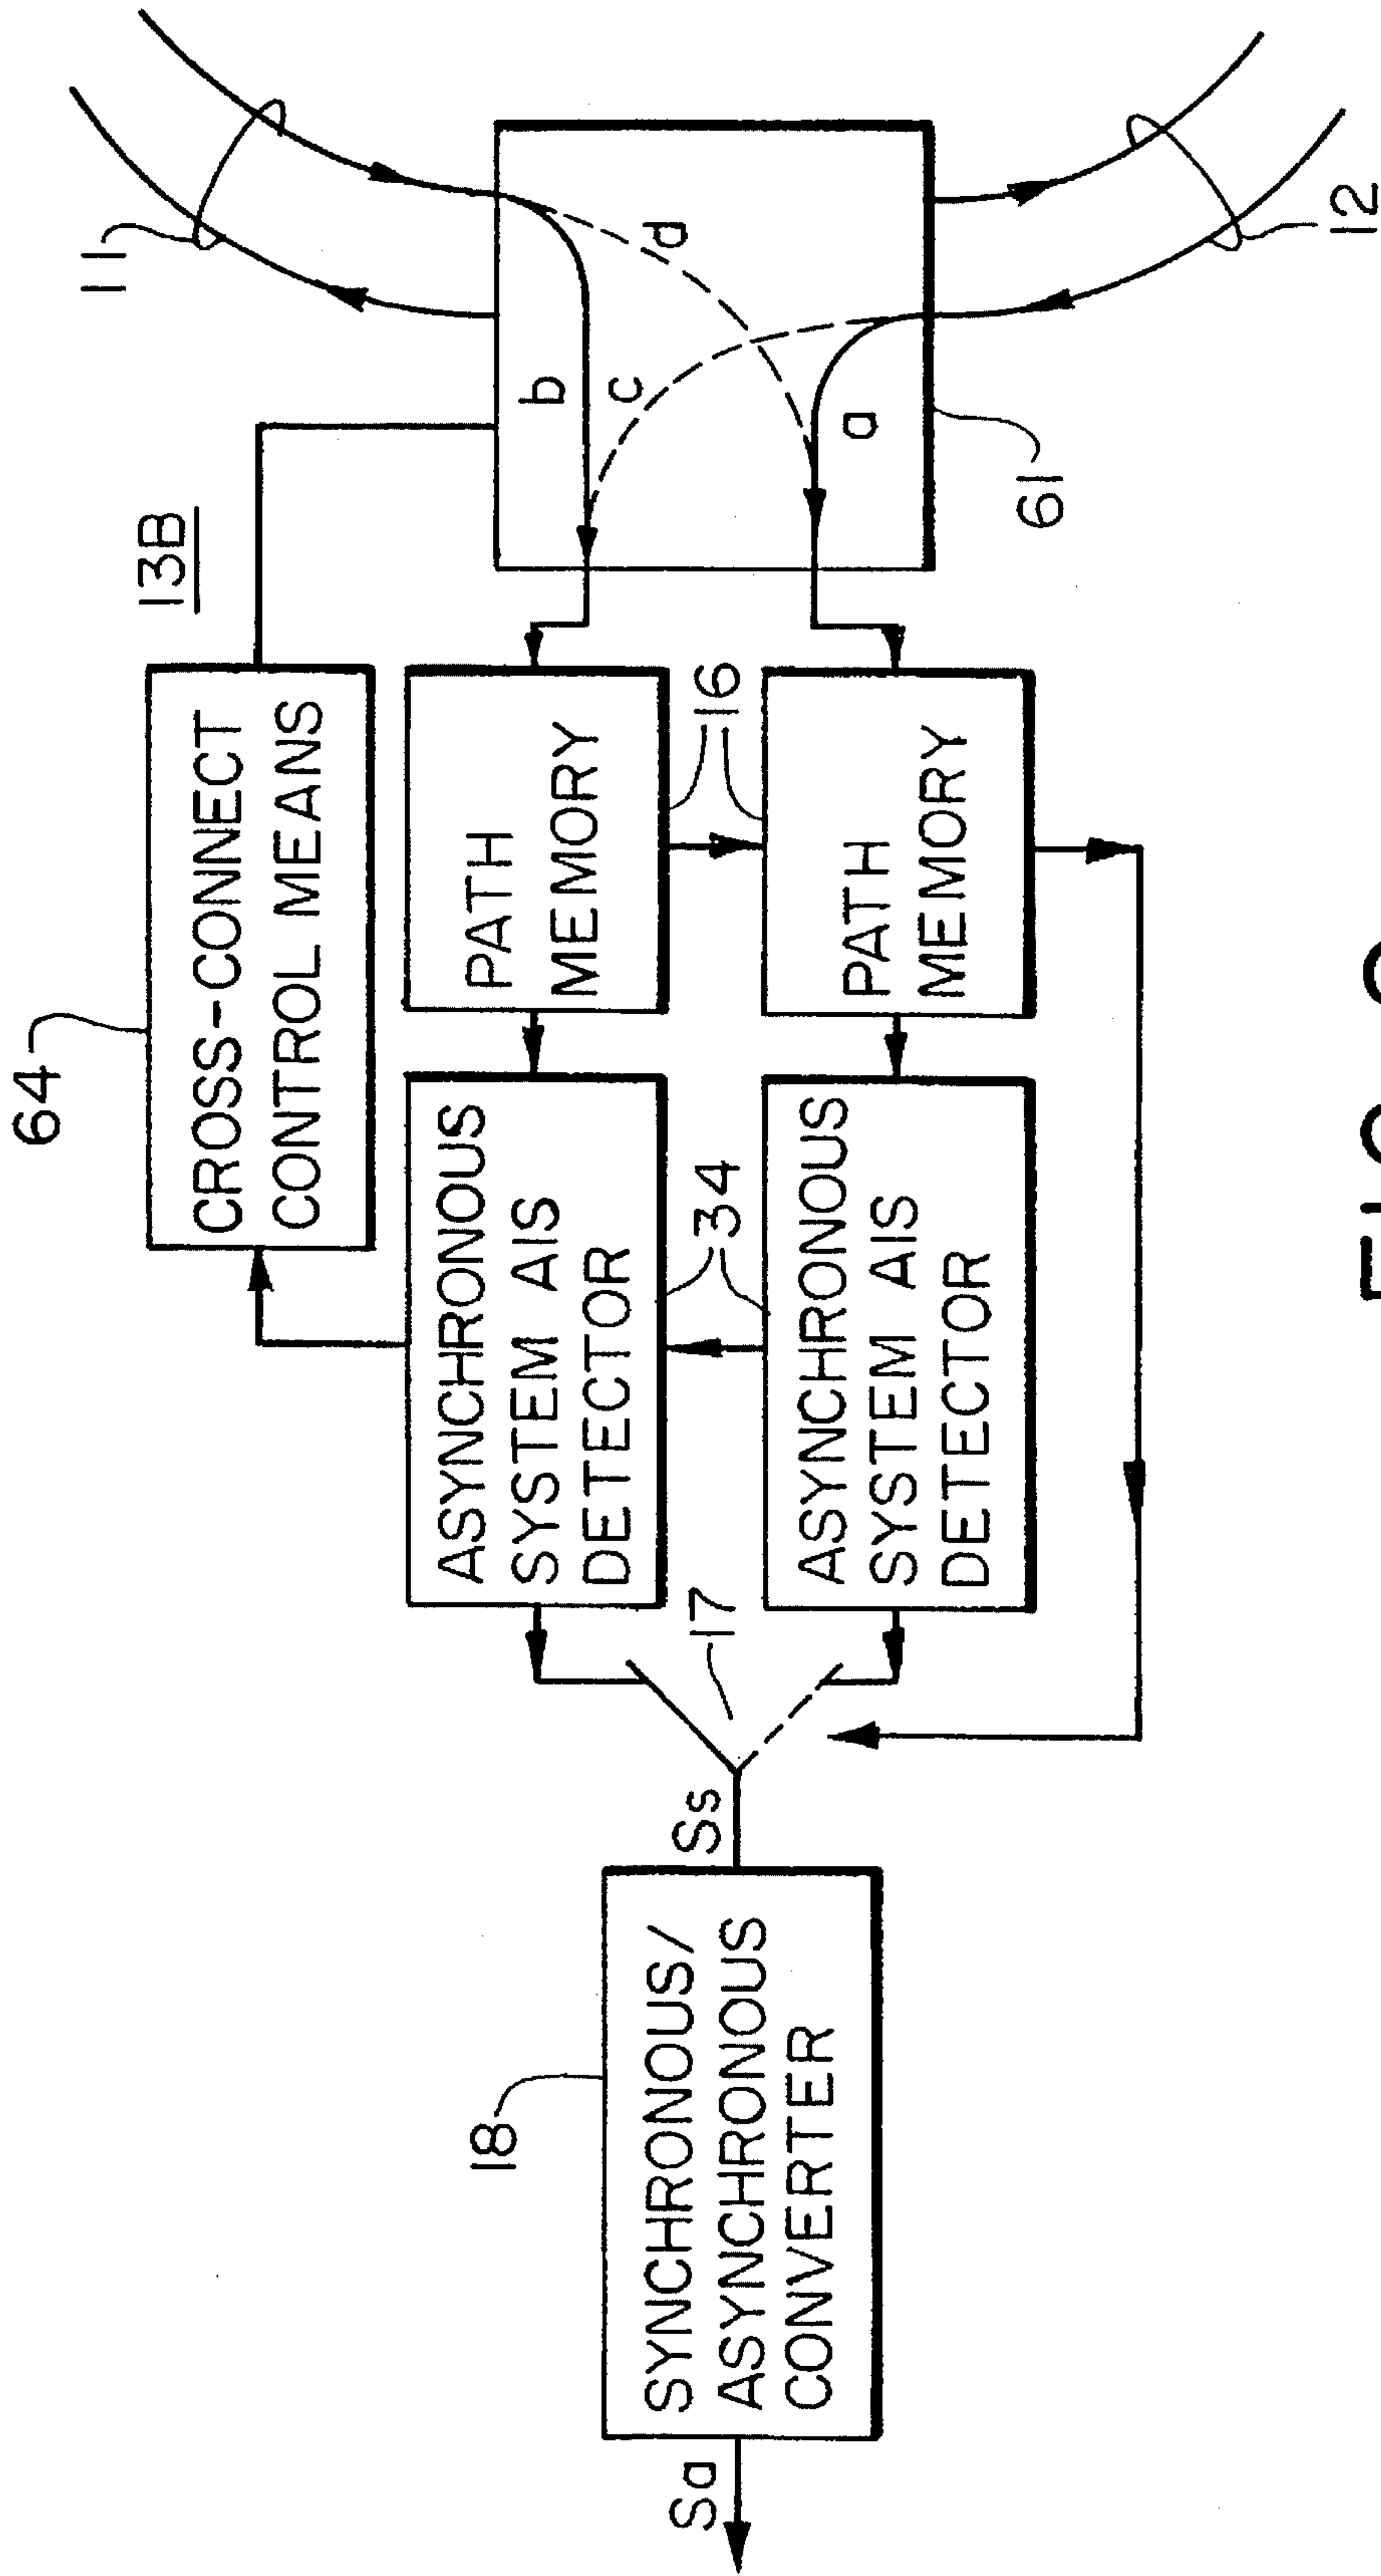 64
CROSS-CONNECT
CONTROL MEANS
13B
11
ASYNCHRONOUS
SYSTEM AIS
DETECTOR
PATH
MEMORY
b
c
d
a
17
34
16
18
SYNCHRONOUS/
ASYNCHRONOUS
CONVERTER
Sa
Ss
ASYNCHRONOUS
SYSTEM AIS
DETECTOR
PATH
MEMORY
61
12